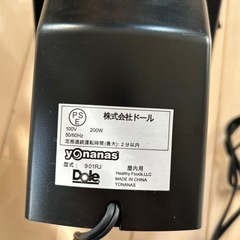 PSE
株式会社ドール
100V 200W
50/60Hz
定格連続運転時間(最大):2分以内
yonanas
型式:901RJ
屋内用
Dole
Healthy Foods,LLC
MADE IN CHINA
YONANAS